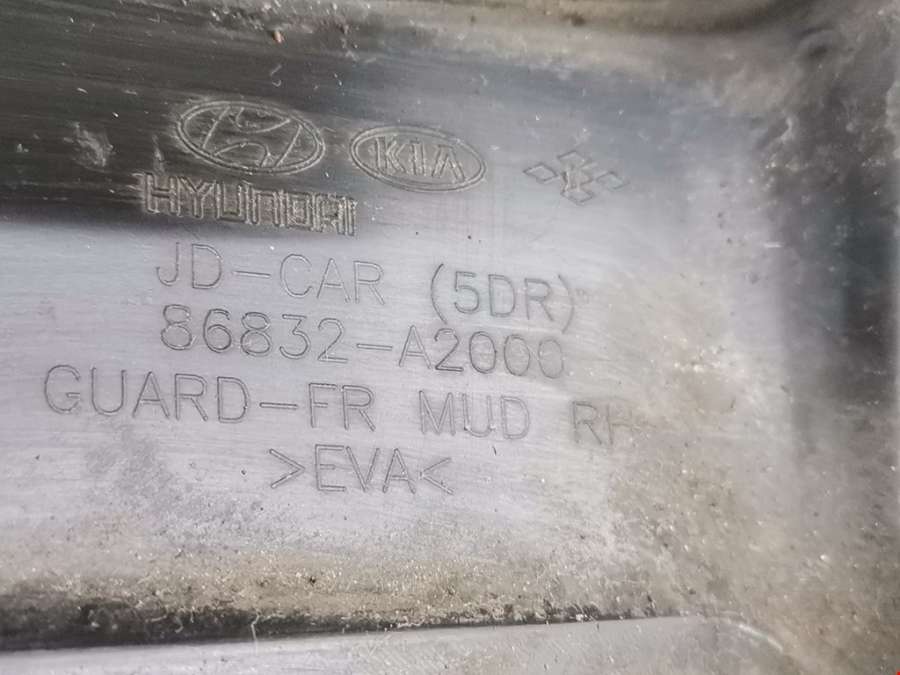 KIA
HYUNDAI
JD-CAR (5DR)
86832-A2000
GUARD-FR MUD RH
>EVA<